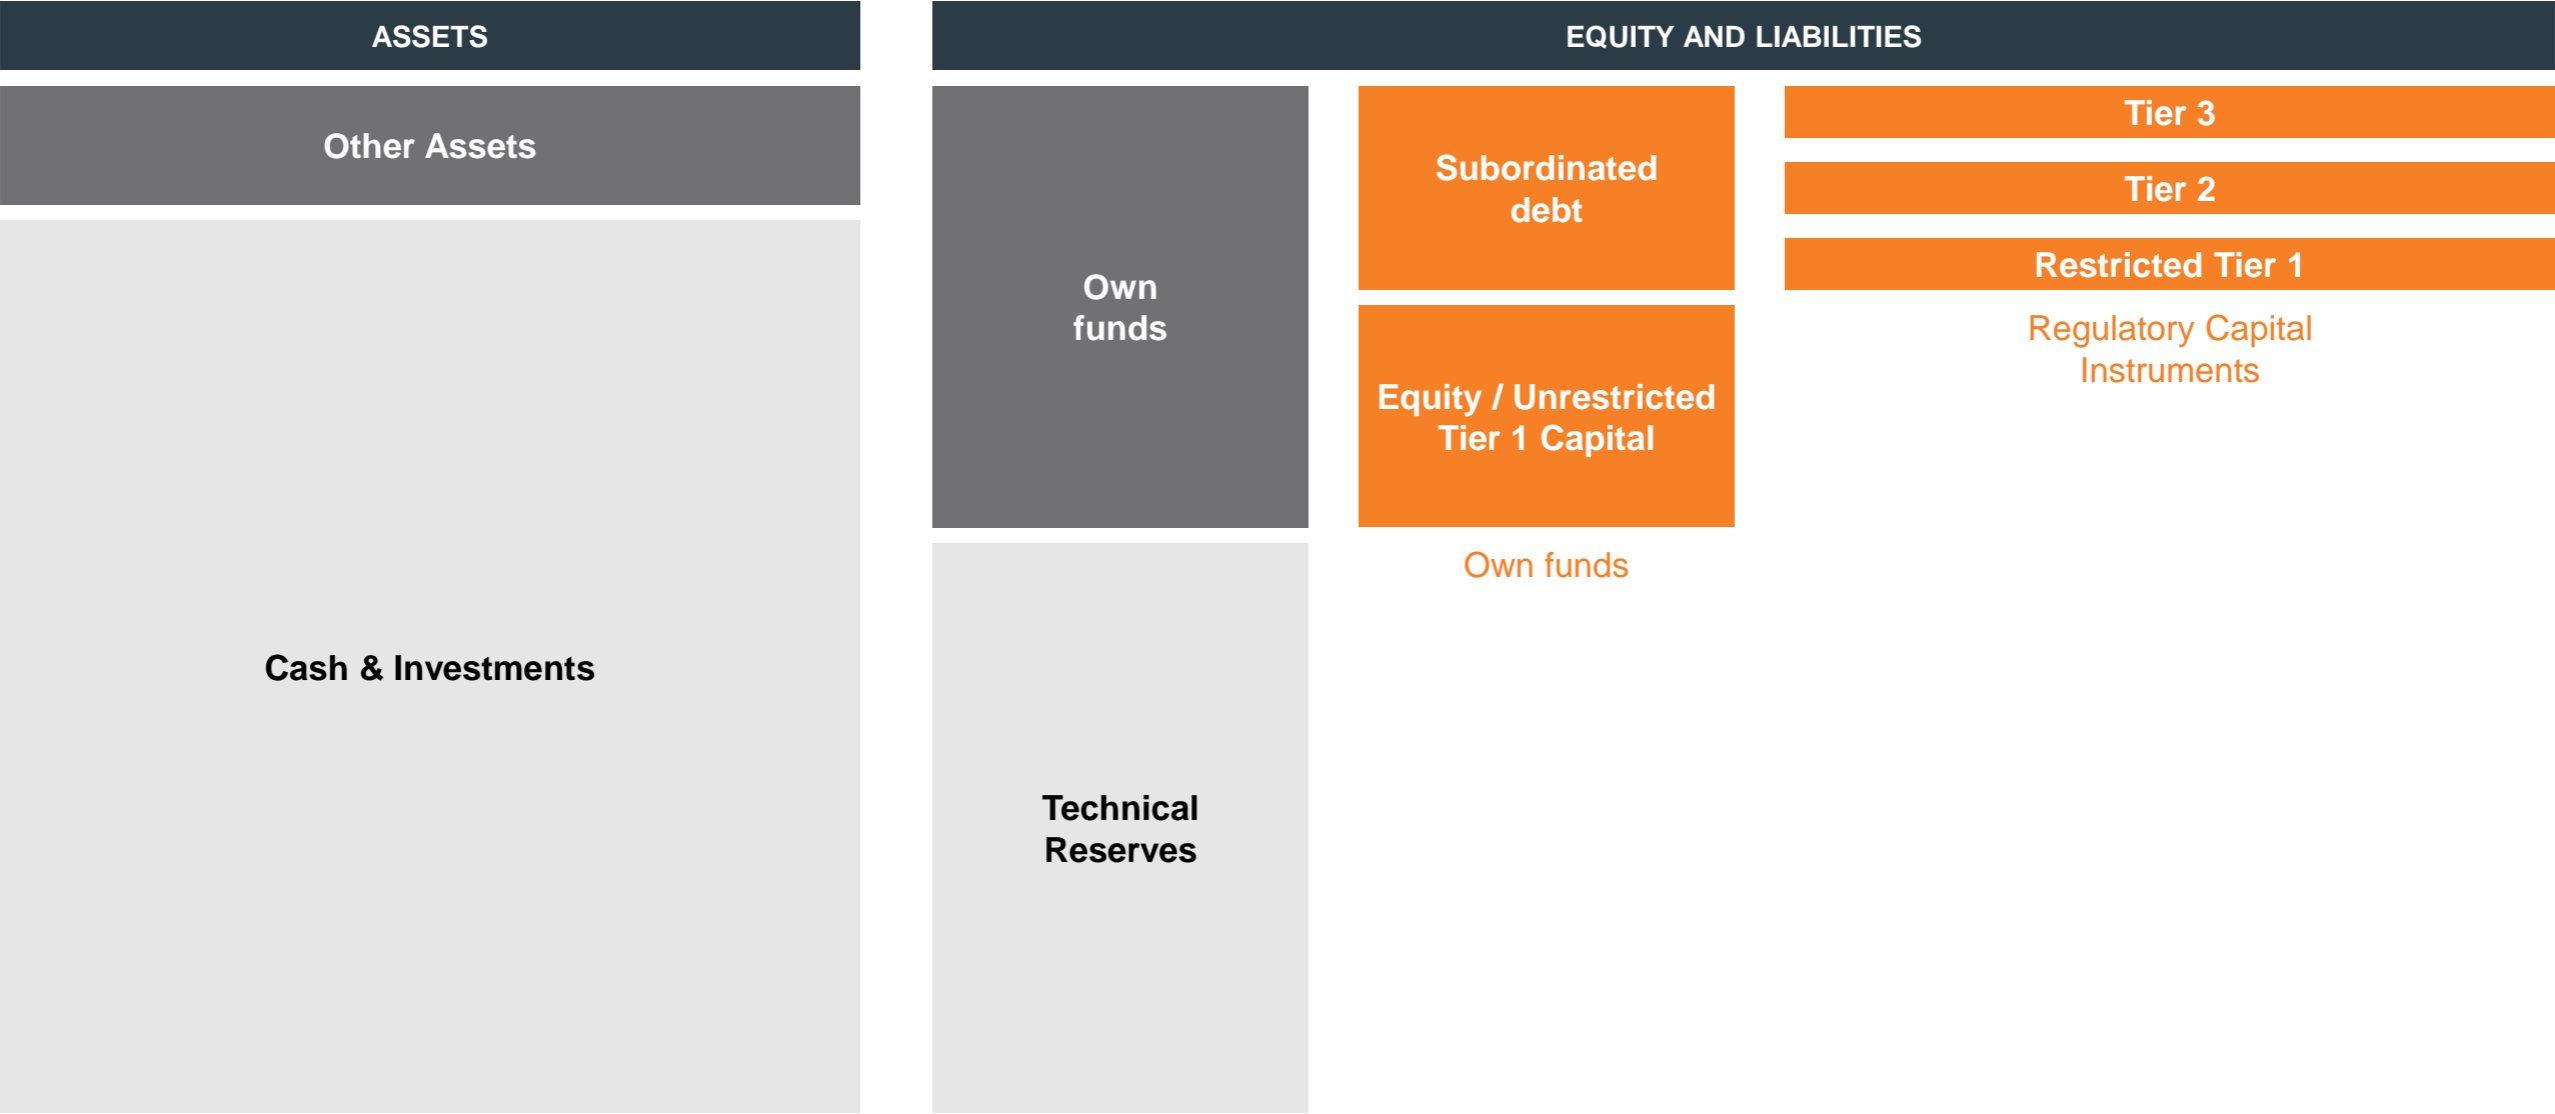 ASSETS
EQUITY AND LIABILITIES
Other Assets
Cash & Investments
Own
funds
Technical
Reserves
Subordinated
debt
Equity / Unrestricted
Tier 1 Capital
Own funds
Tier 3
Tier 2
Restricted Tier 1
Regulatory Capital
Instruments